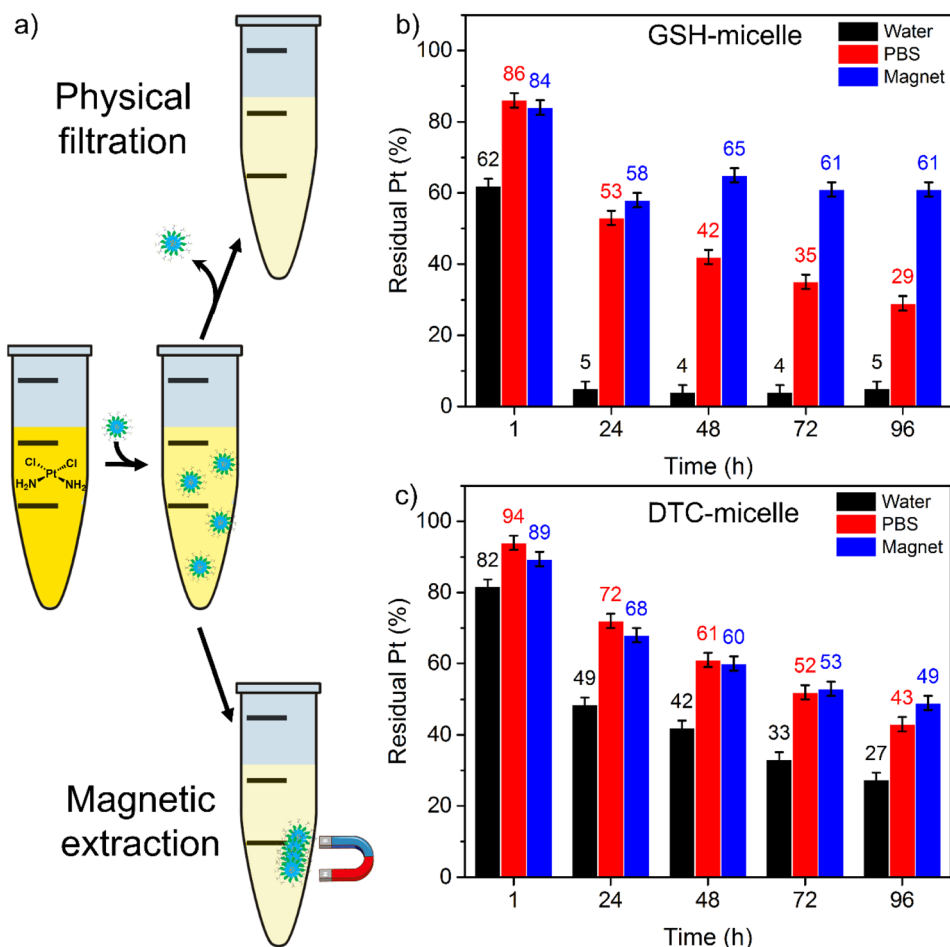 a)
Physical
filtration
Cl Cl
Pt
H₂N NH₂
Magnetic
extraction
b)
GSH-micelle
Water
PBS
Magnet
Residual Pt (%)
100
80
60
40
20
0
62 86 84
5 53 58
4 42 65
4 35 61
5 29 61
1 24 48 72 96
Time (h)
c)
DTC-micelle
Water
PBS
Magnet
Residual Pt (%)
100
80
60
40
20
0
82 94 89
49 72 68
42 61 60
33 52 53
27 43 49
1 24 48 72 96
Time (h)